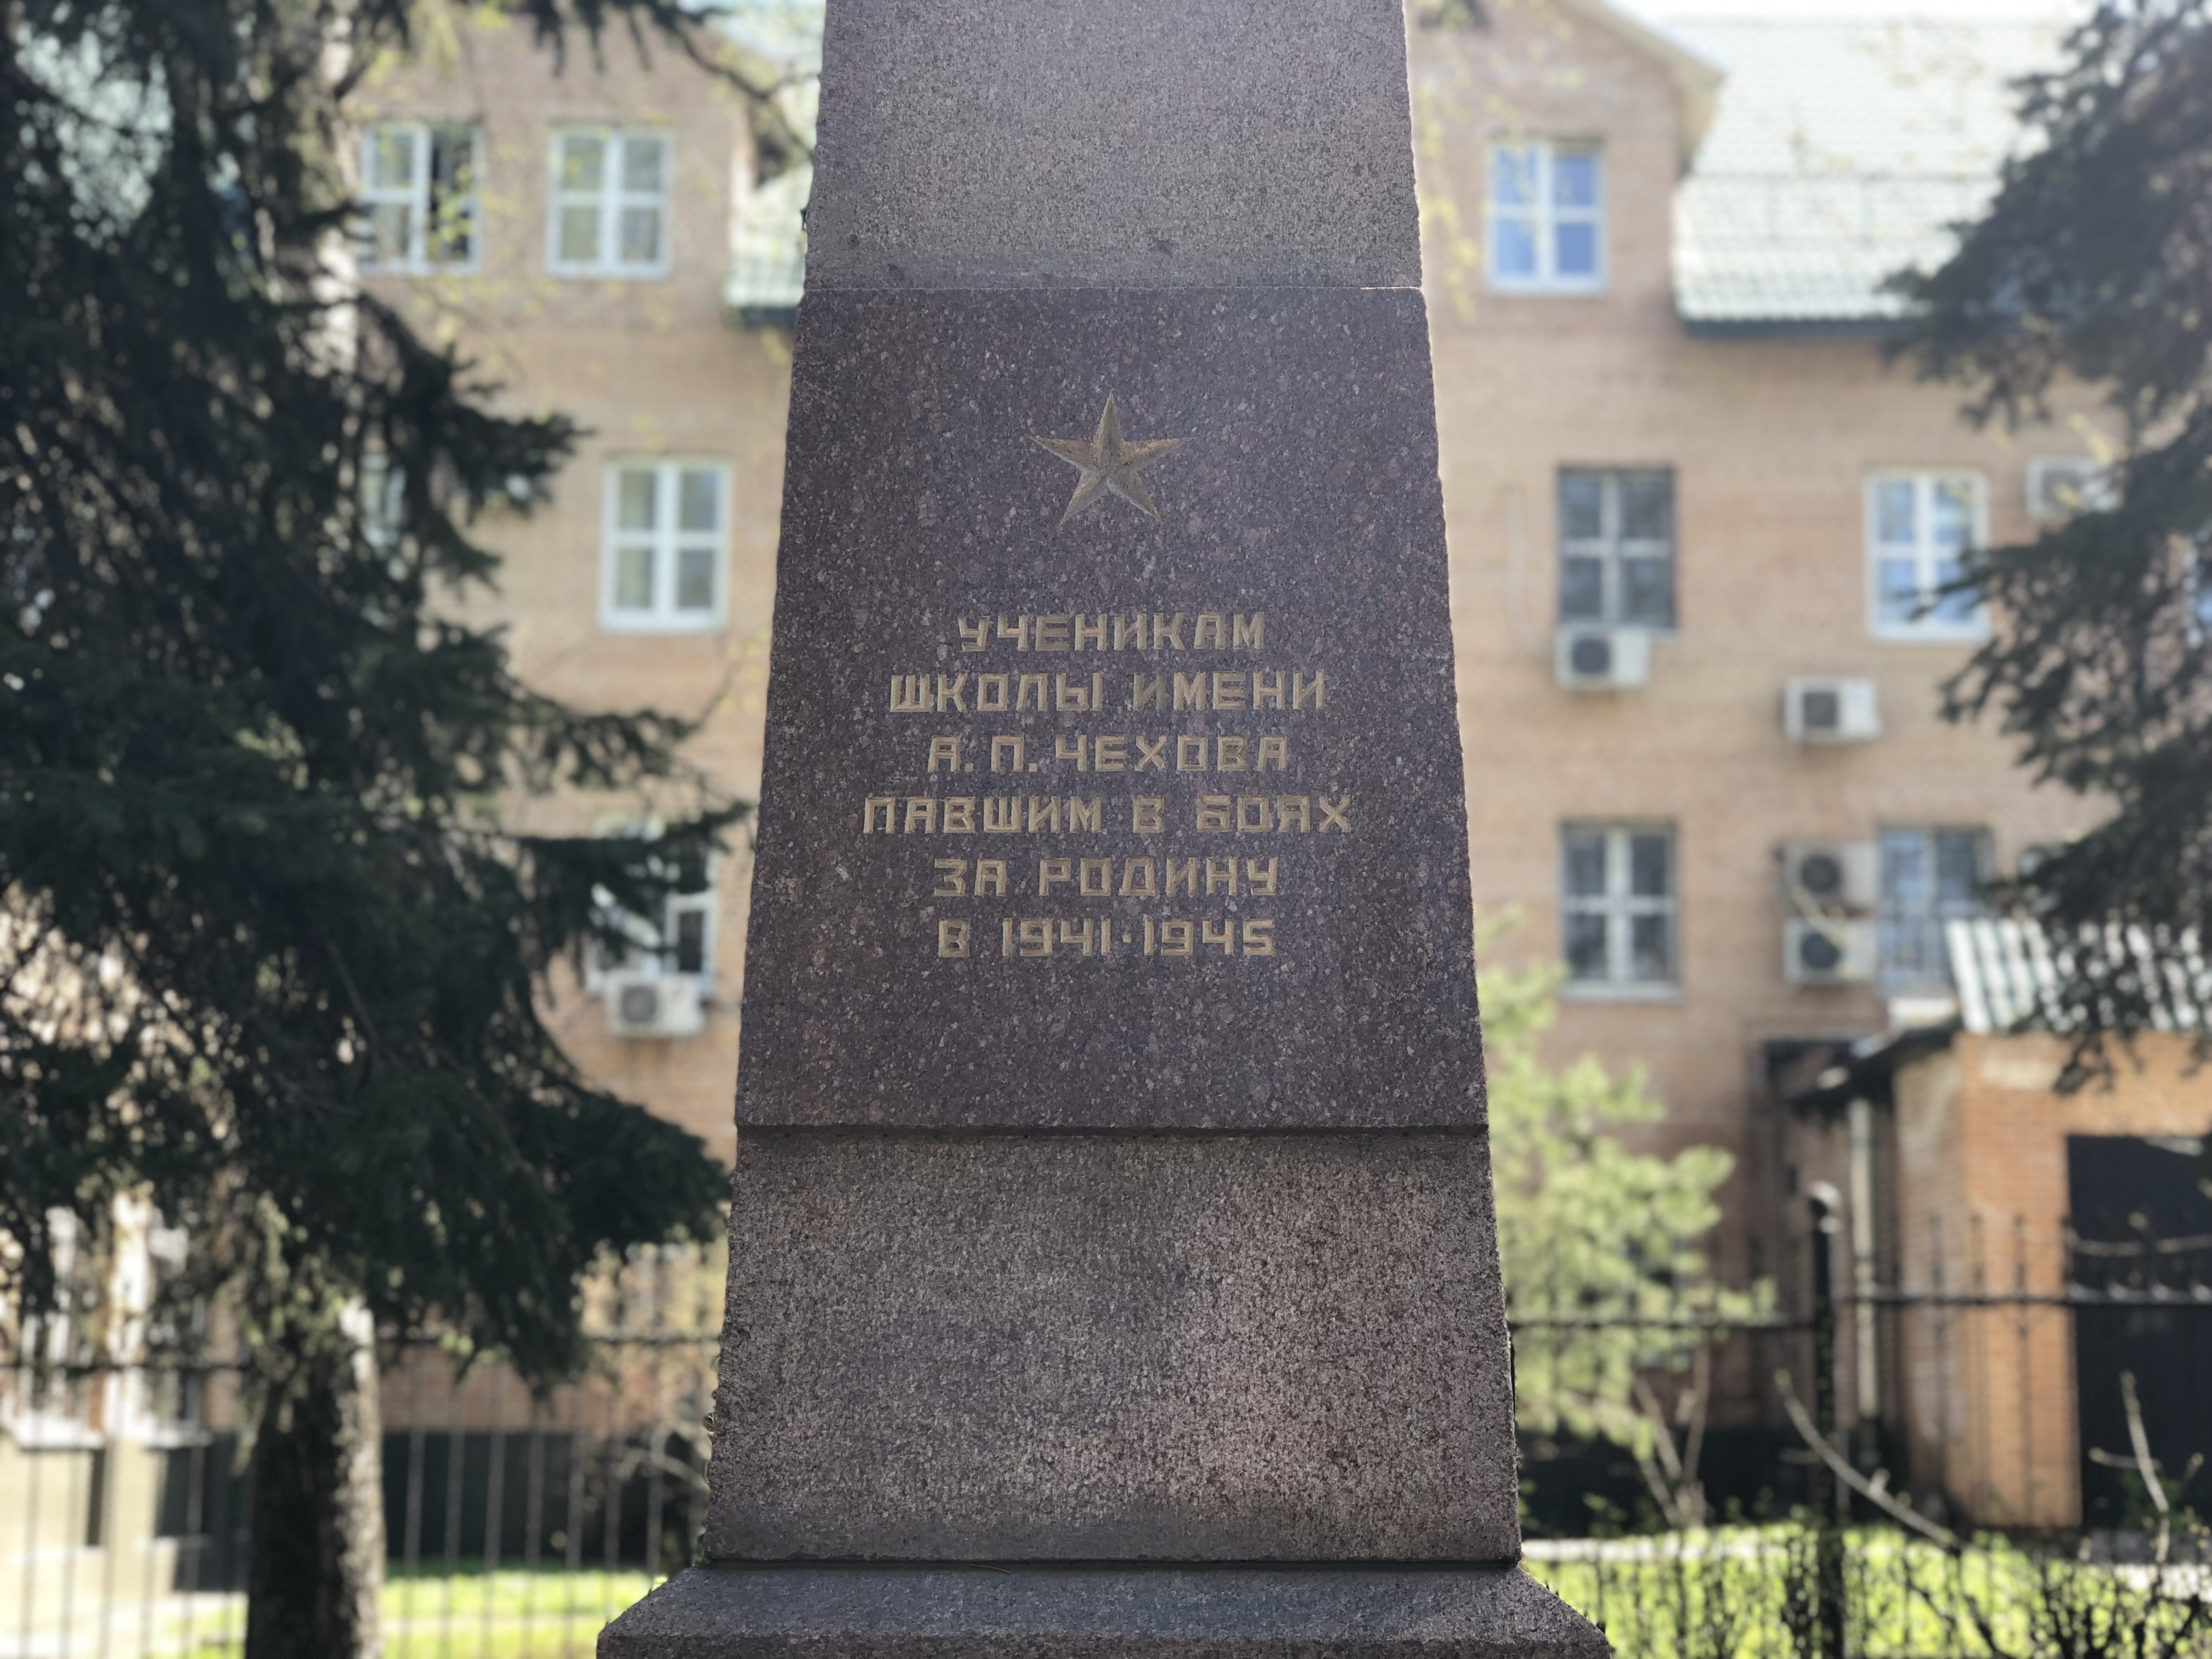 УЧЕНИКАМ
ШКОЛЫ ИМЕНИ
А.П. ЧЕХОВА
ПАВШИМ В БОЯХ
ЗА РОДИНУ
В 1941·1945